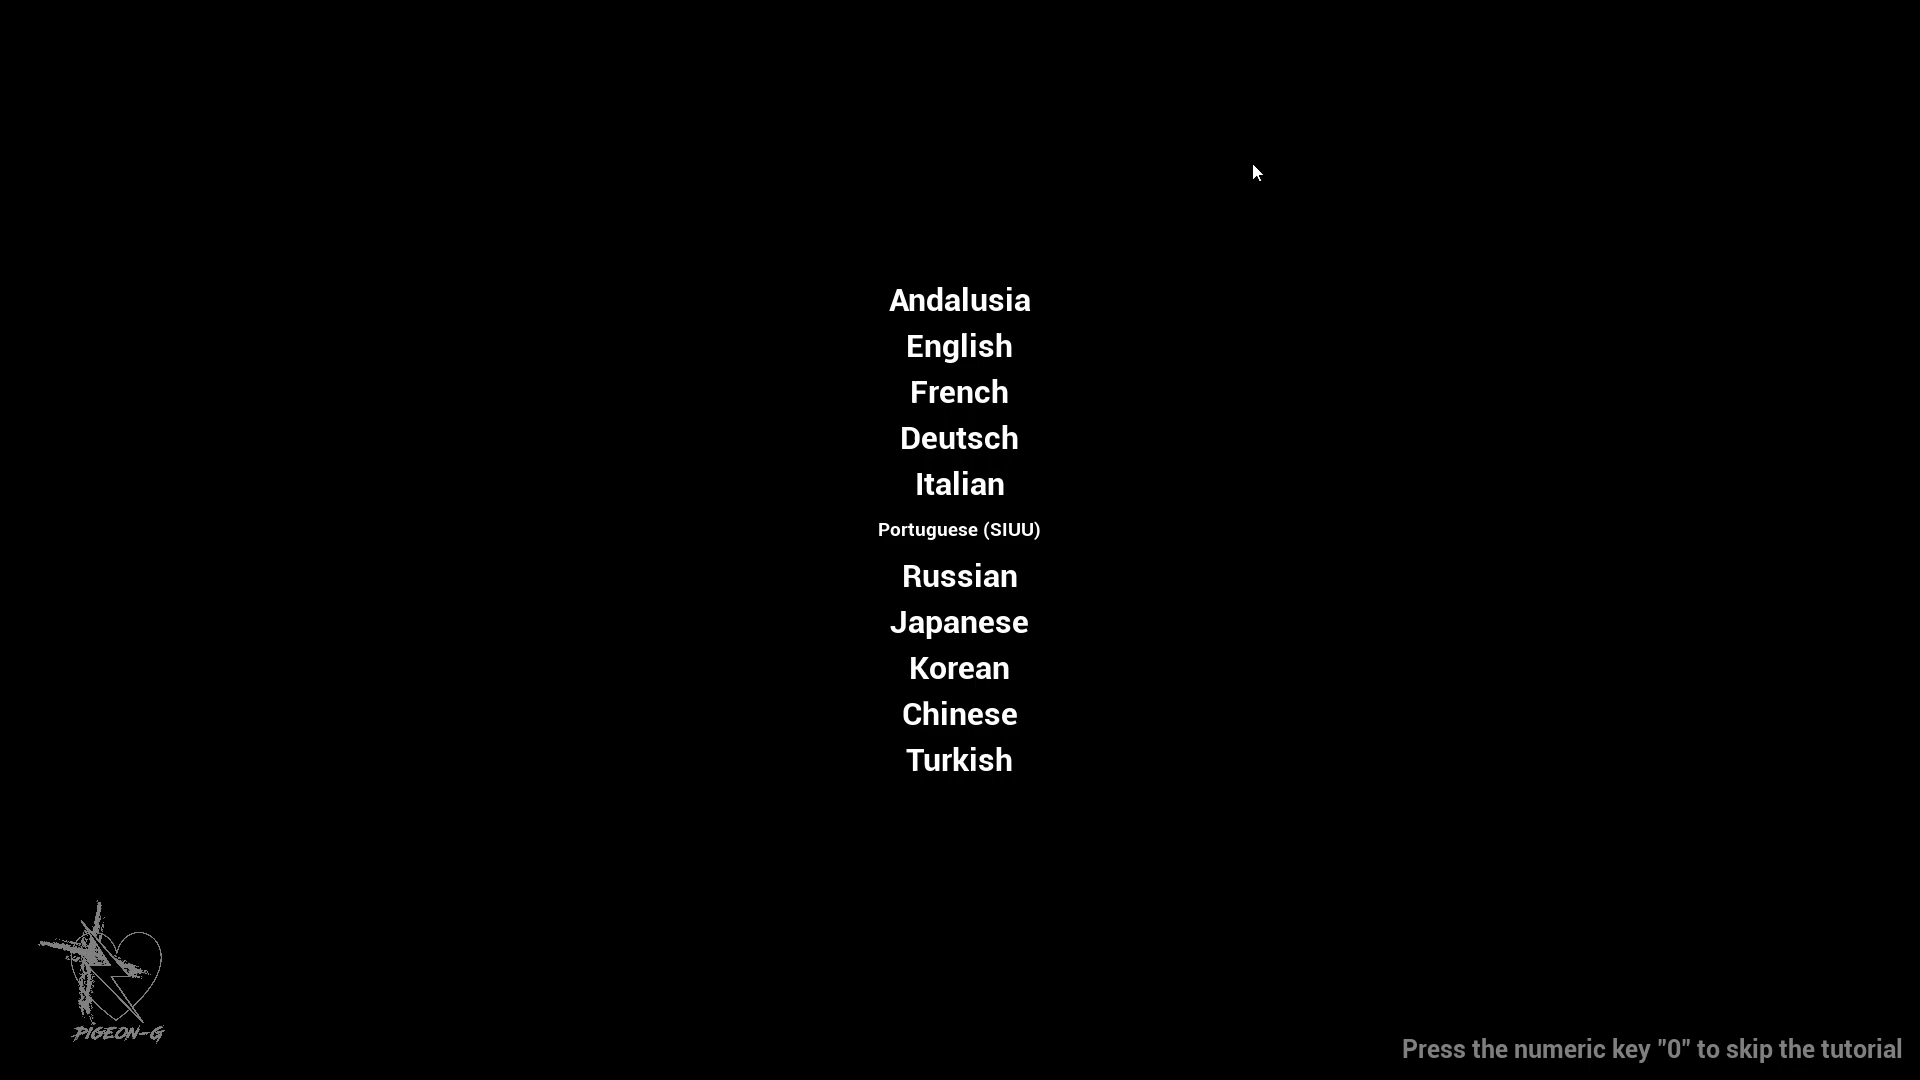 Andalusia
English
French
Deutsch
Italian
Portuguese (SIUU)
Russian
Japanese
Korean
Chinese
Turkish
PIGEON-G
Press the numeric key "0" to skip the tutorial